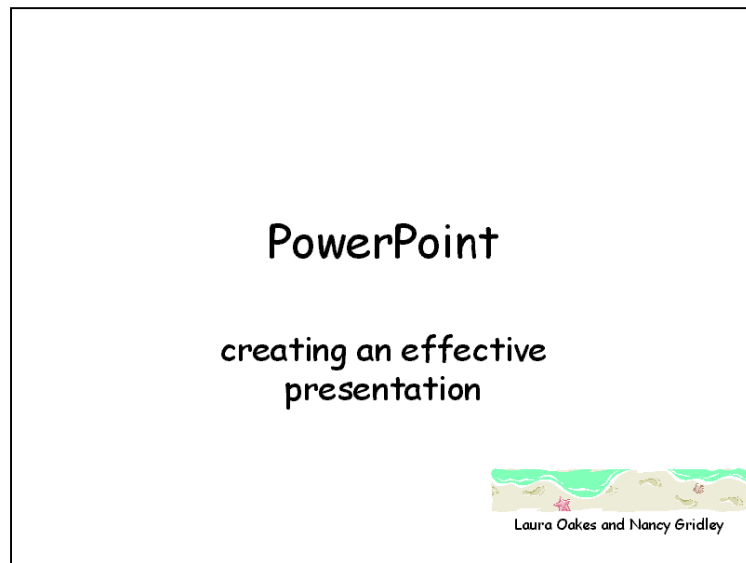 PowerPoint
creating an effective
presentation
Laura Oakes and Nancy Gridley